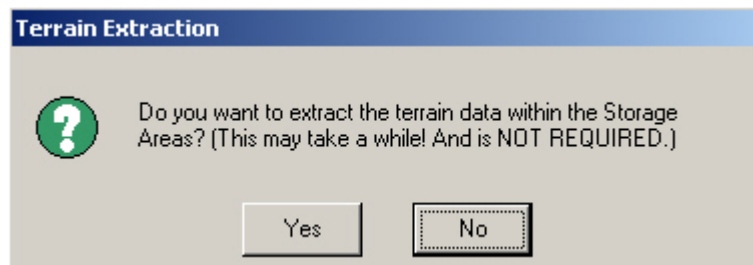 Terrain Extraction
Do you want to extract the terrain data within the Storage
Areas? (This may take a while! And is NOT REQUIRED.)
Yes
No